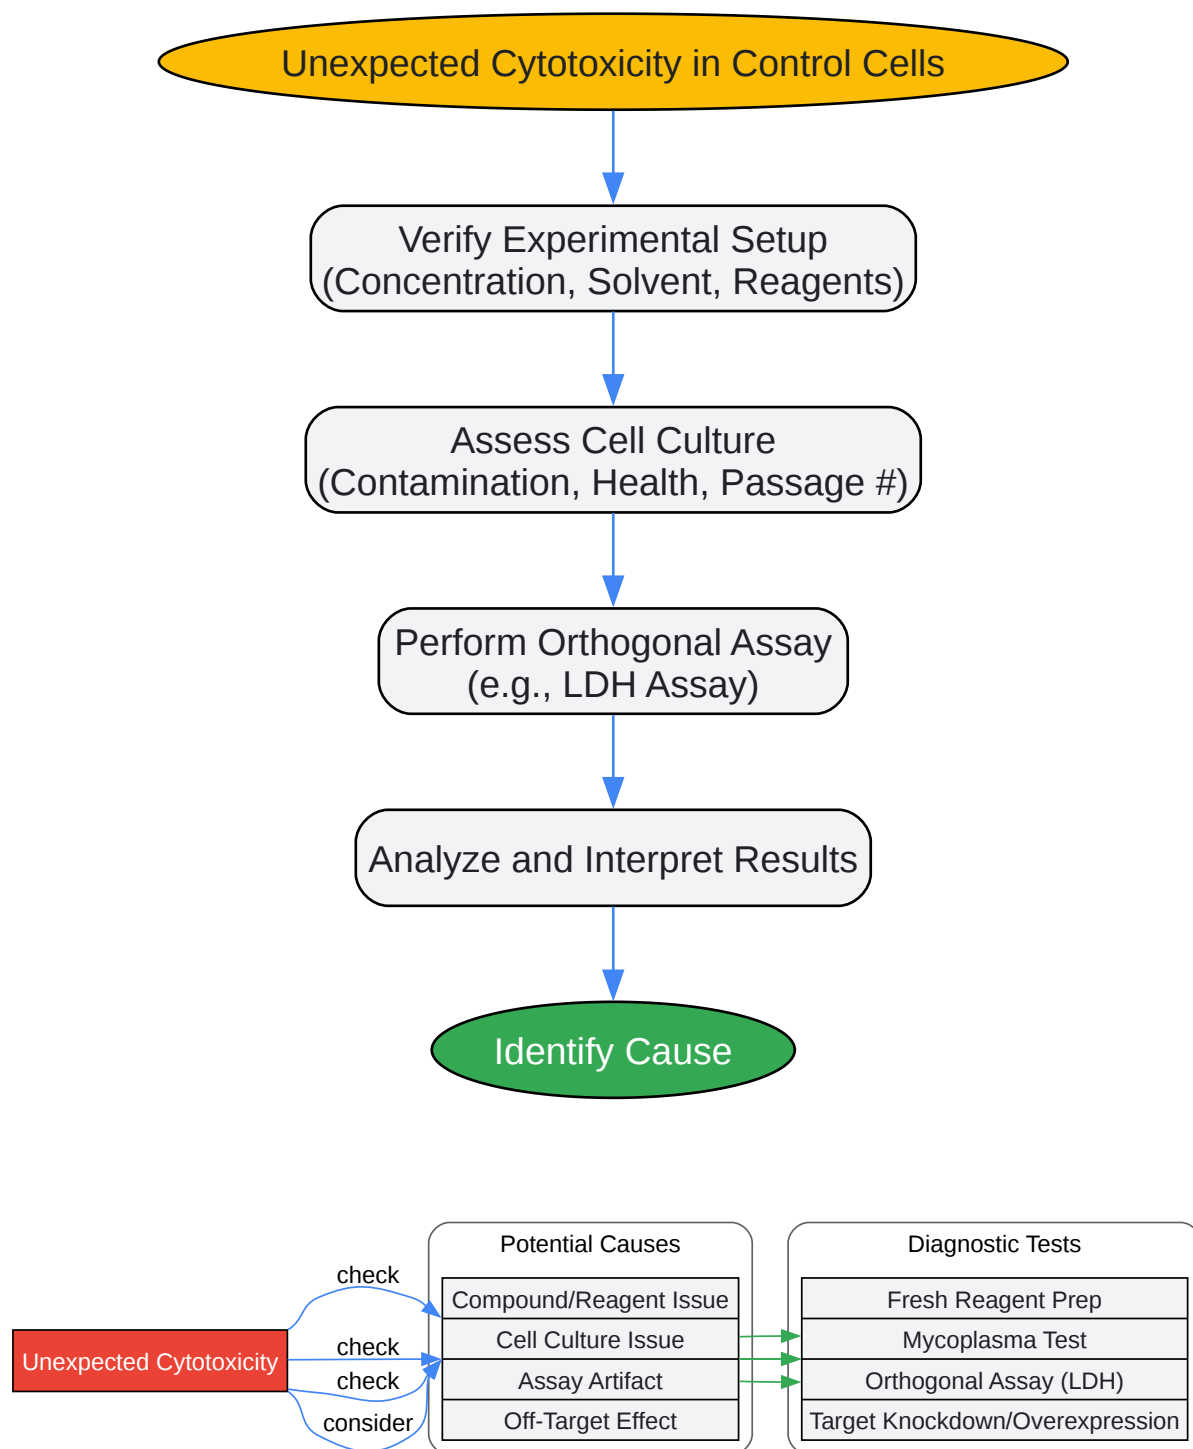 Unexpected Cytotoxicity in Control Cells
Verify Experimental Setup
(Concentration, Solvent, Reagents)
Assess Cell Culture
(Contamination, Health, Passage #)
Perform Orthogonal Assay
(e.g., LDH Assay)
Analyze and Interpret Results
Identify Cause
Unexpected Cytotoxicity
check
check
check
consider
Potential Causes
Compound/Reagent Issue
Cell Culture Issue
Assay Artifact
Off-Target Effect
Diagnostic Tests
Fresh Reagent Prep
Mycoplasma Test
Orthogonal Assay (LDH)
Target Knockdown/Overexpression